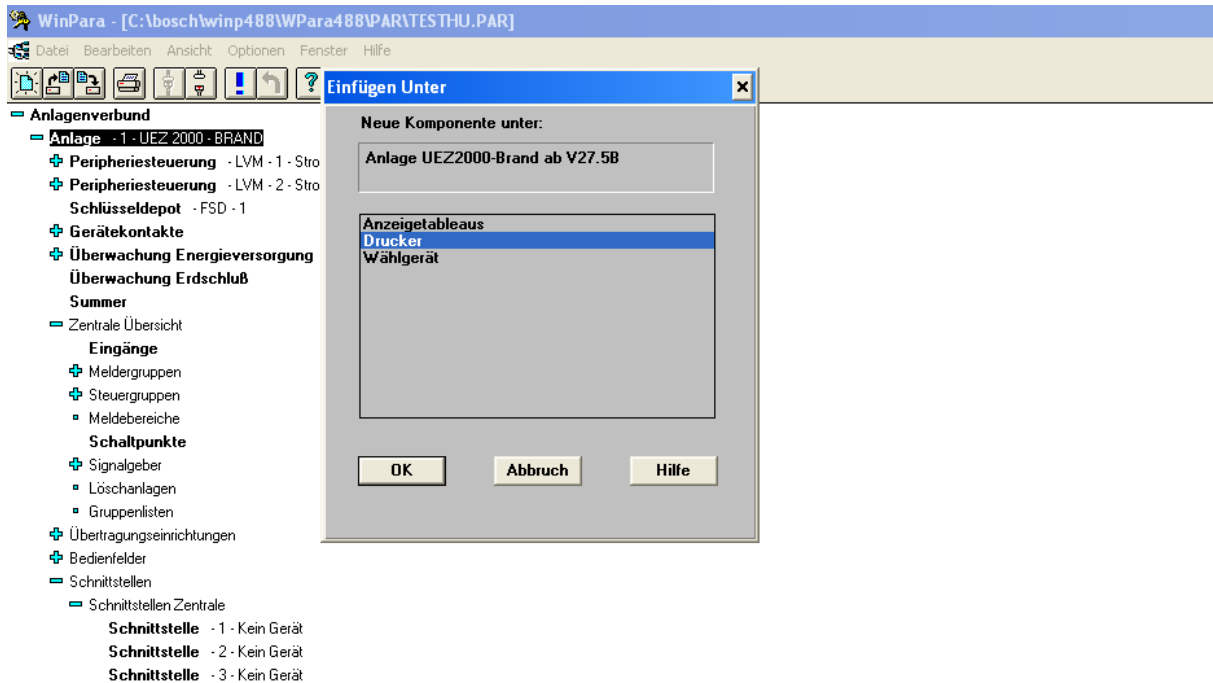 WinPara - [C:\bosch\winp488\WPara488\PAR\TESTHU.PAR]
Datei Bearbeiten Ansicht Optionen Fenster Hilfe
Anlagenverbund
Anlage - 1 - UEZ 2000 - BRAND
Peripheriesteuerung - LVM - 1 - Stro
Peripheriesteuerung - LVM - 2 - Stro
Schlüsseldepot - FSD - 1
Gerätekontakte
Überwachung Energieversorgung
Überwachung Erdschluß
Summer
Zentrale Übersicht
Eingänge
Meldergruppen
Steuergruppen
Meldebereiche
Schaltpunkte
Signalgeber
Löschanlagen
Gruppenlisten
Übertragungseinrichtungen
Bedienfelder
Schnittstellen
Schnittstellen Zentrale
Schnittstelle - 1 - Kein Gerät
Schnittstelle - 2 - Kein Gerät
Schnittstelle - 3 - Kein Gerät
Einfügen Unter
Neue Komponente unter:
Anlage UEZ2000-Brand ab V27.5B
Anzeigetableaus
Drucker
Wählgerät
OK Abbruch Hilfe